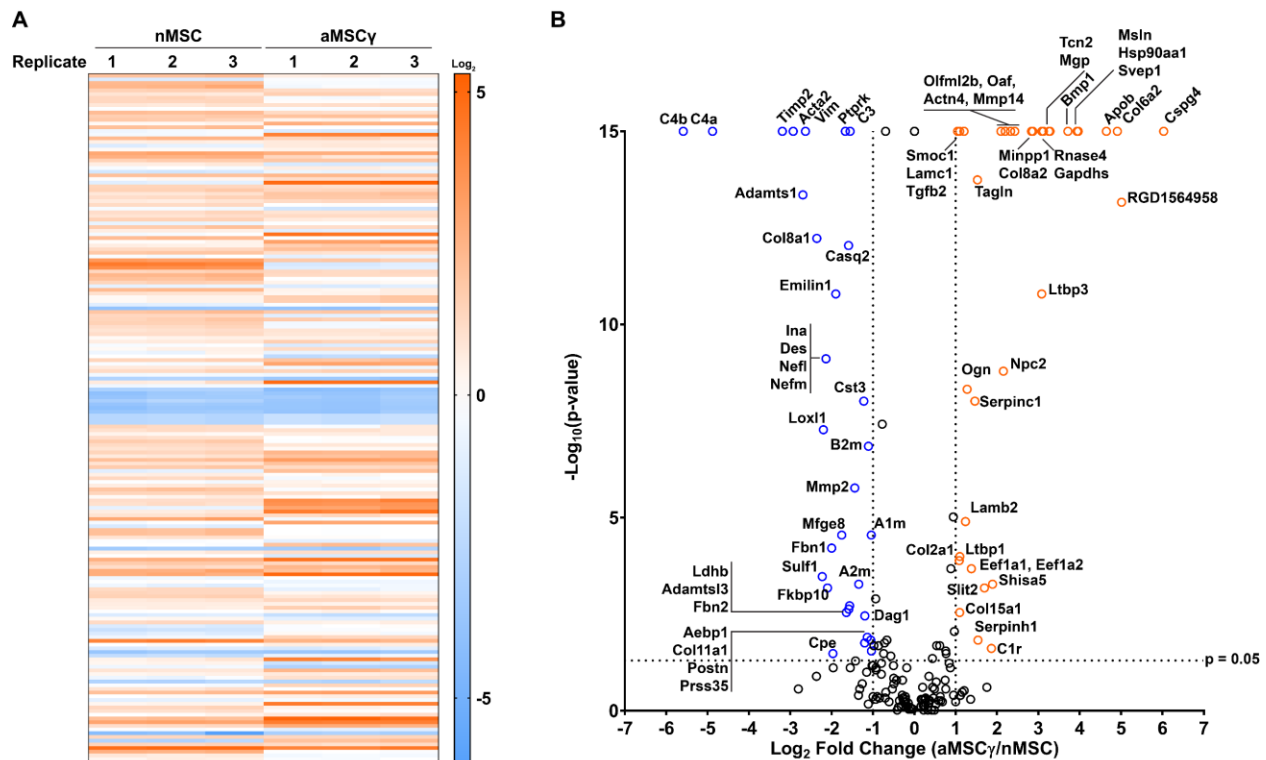 A
nMSC
aMSCγ
Replicate 1 2 3 1 2 3
Log2
5
0
-5
B
Msln
Hsp90aa1
Svep1
Tcn2
Mgp
Bmp1
Olfml2b, Oaf,
Actn4, Mmp14
Apob
Col6a2
Cspg4
C4b C4a
Timp2
Acta2
Vim
Ptprk
C3
Smoc1
Lamc1
Tgfb2
Minpp1
Col8a2
Rnase4
Gapdhs
Tagln
RGD1564958
Adamts1
Col8a1
Casq2
Emilin1
Ltbp3
Ina
Des
Nefl
Nefm
Ogn
Npc2
Cst3
Serpinc1
Loxl1
B2m
Mmp2
Lamb2
Mfge8
A1m
Fbn1
Col2a1
Ltbp1
Sulf1
A2m
Eef1a1, Eef1a2
Shisa5
Slit2
Fkbp10
Ldhb
Adamtsl3
Fbn2
Dag1
Col15a1
Serpinh1
C1r
Aebp1
Col11a1
Postn
Prss35
Cpe
p = 0.05
15
10
5
0
-Log10(p-value)
-7 -6 -5 -4 -3 -2 -1 0 1 2 3 4 5 6 7
Log2 Fold Change (aMSCγ/nMSC)